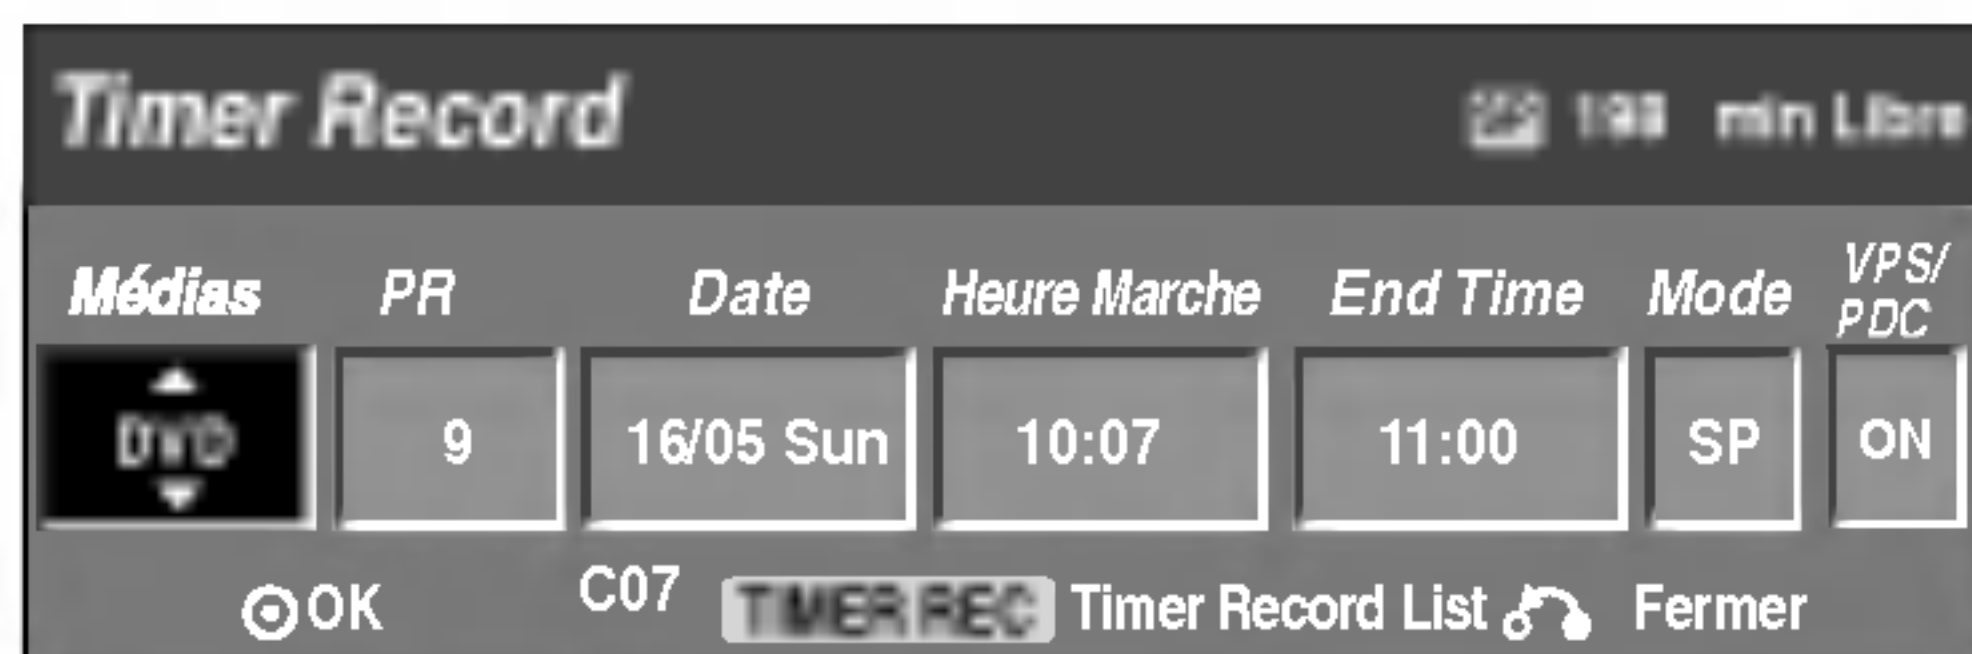 Timer Record min Libre
Médias PR Date Heure Marche End Time Mode VPS/
PDC
DVD 9 16/05 Sun 10:07 11:00 SP ON
OK C07 TIMER REC Timer Record List Fermer